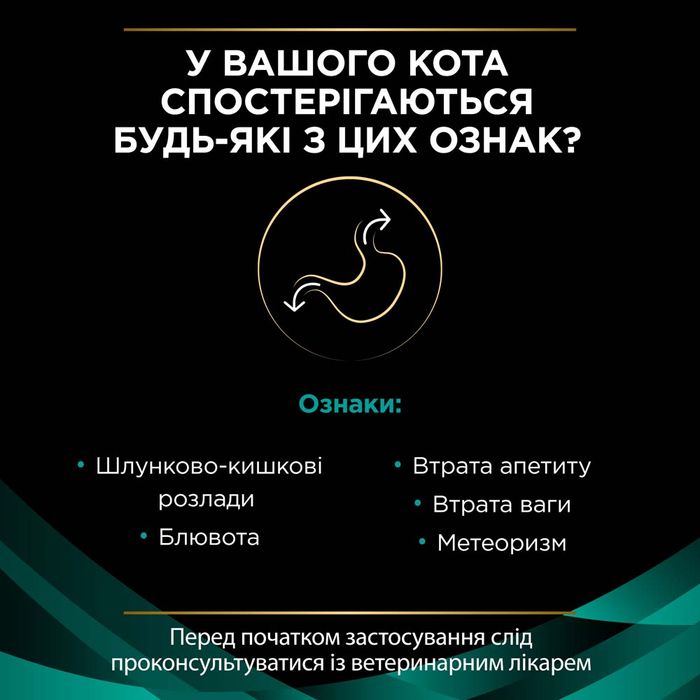 У ВАШОГО КОТА
СПОСТЕРІГАЮТЬСЯ
БУДЬ-ЯКІ З ЦИХ ОЗНАК?
Ознаки:
• Шлунково-кишкові
розлади
• Блювота
• Втрата апетиту
• Втрата ваги
• Метеоризм
Перед початком застосування слід
проконсультуватися із ветеринарним лікарем